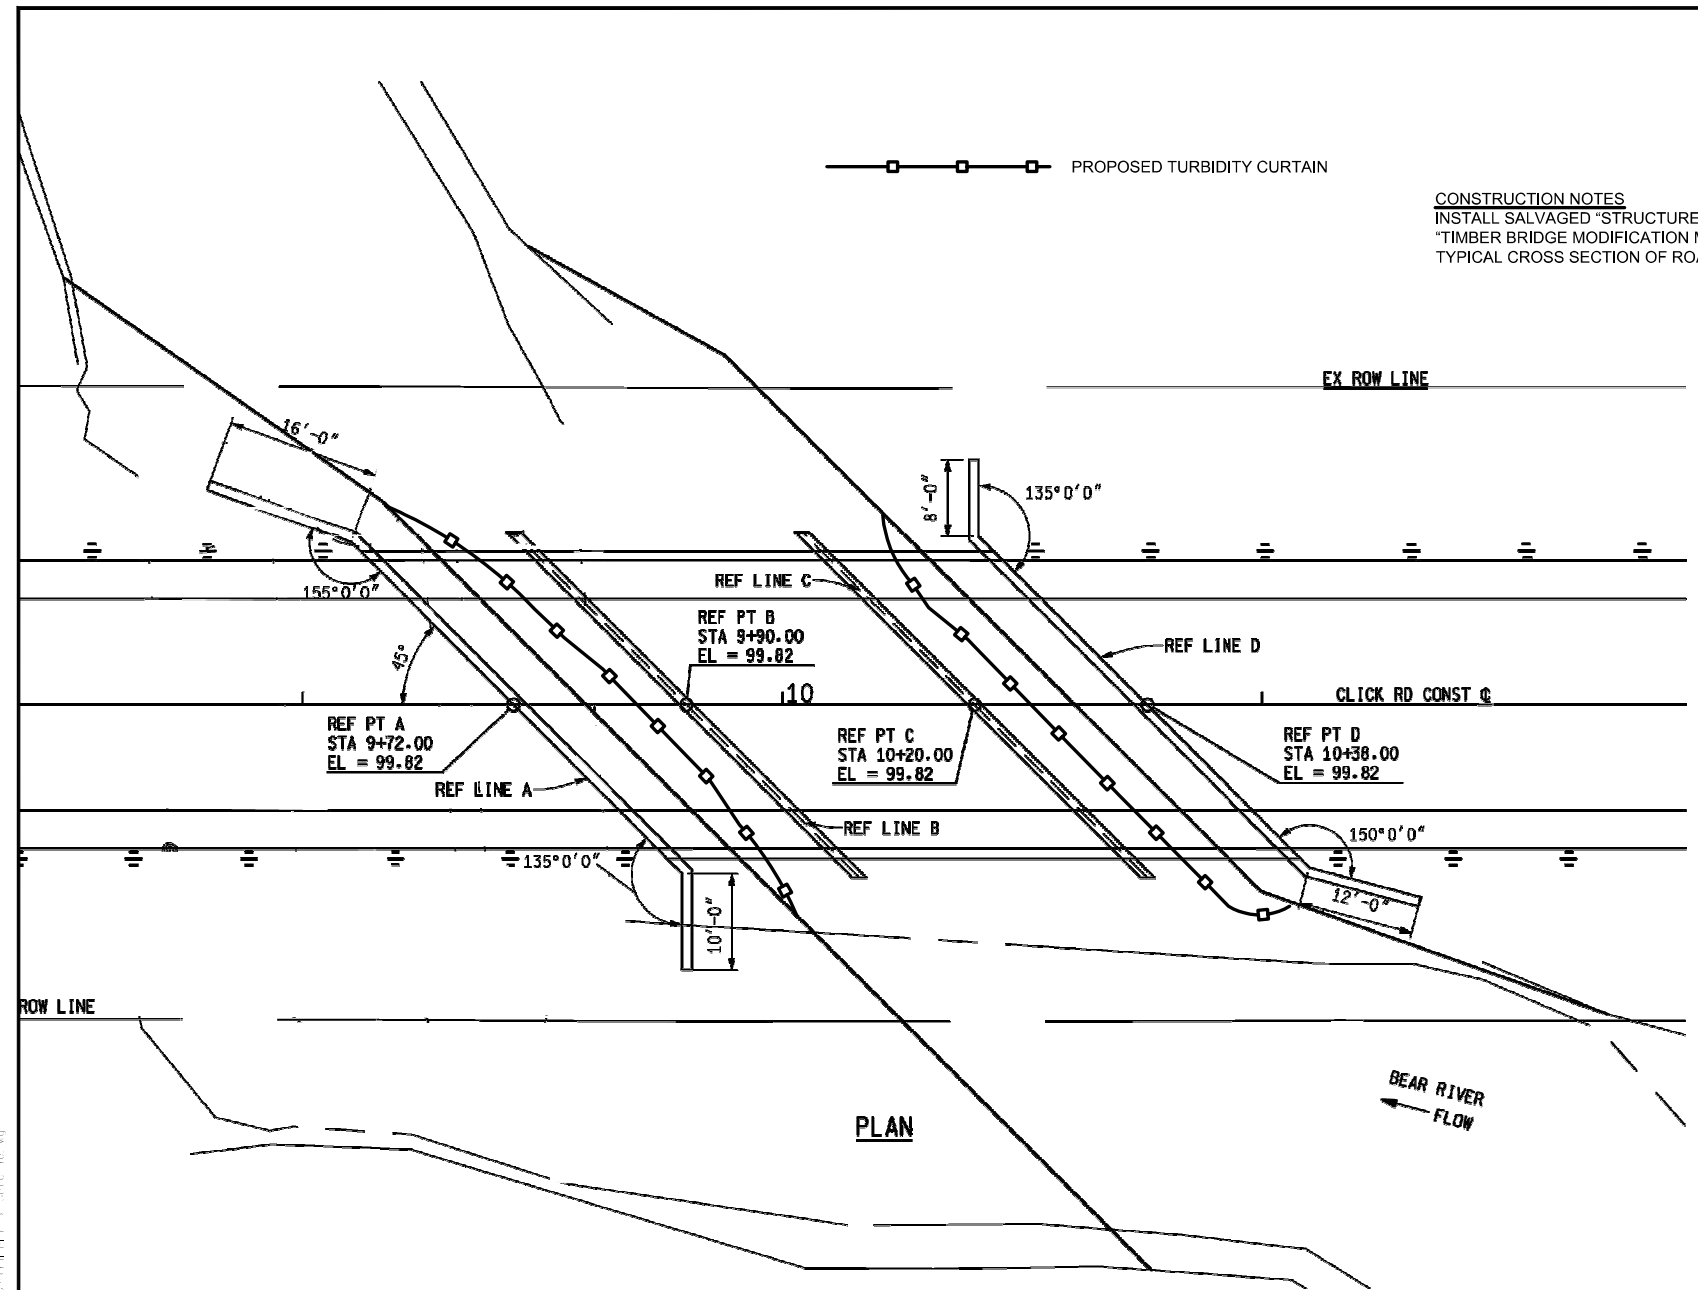 PROPOSED TURBIDITY CURTAIN
CONSTRUCTION NOTES
INSTALL SALVAGED “STRUCTURE
“TIMBER BRIDGE MODIFICATION
TYPICAL CROSS SECTION OF
EX ROW LINE
16'-0"
8'-0"
135°0'0"
155°0'0"
REF LINE C
REF PT B
STA 9+90.00
EL = 99.82
REF LINE D
45°
10
CLICK RD CONST ℄
REF PT A
STA 9+72.00
EL = 99.82
REF PT C
STA 10+20.00
EL = 99.82
REF PT D
STA 10+38.00
EL = 99.82
REF LINE A
REF LINE B
150°0'0"
135°0'0"
12'-0"
10'-0"
ROW LINE
BEAR RIVER
FLOW
PLAN